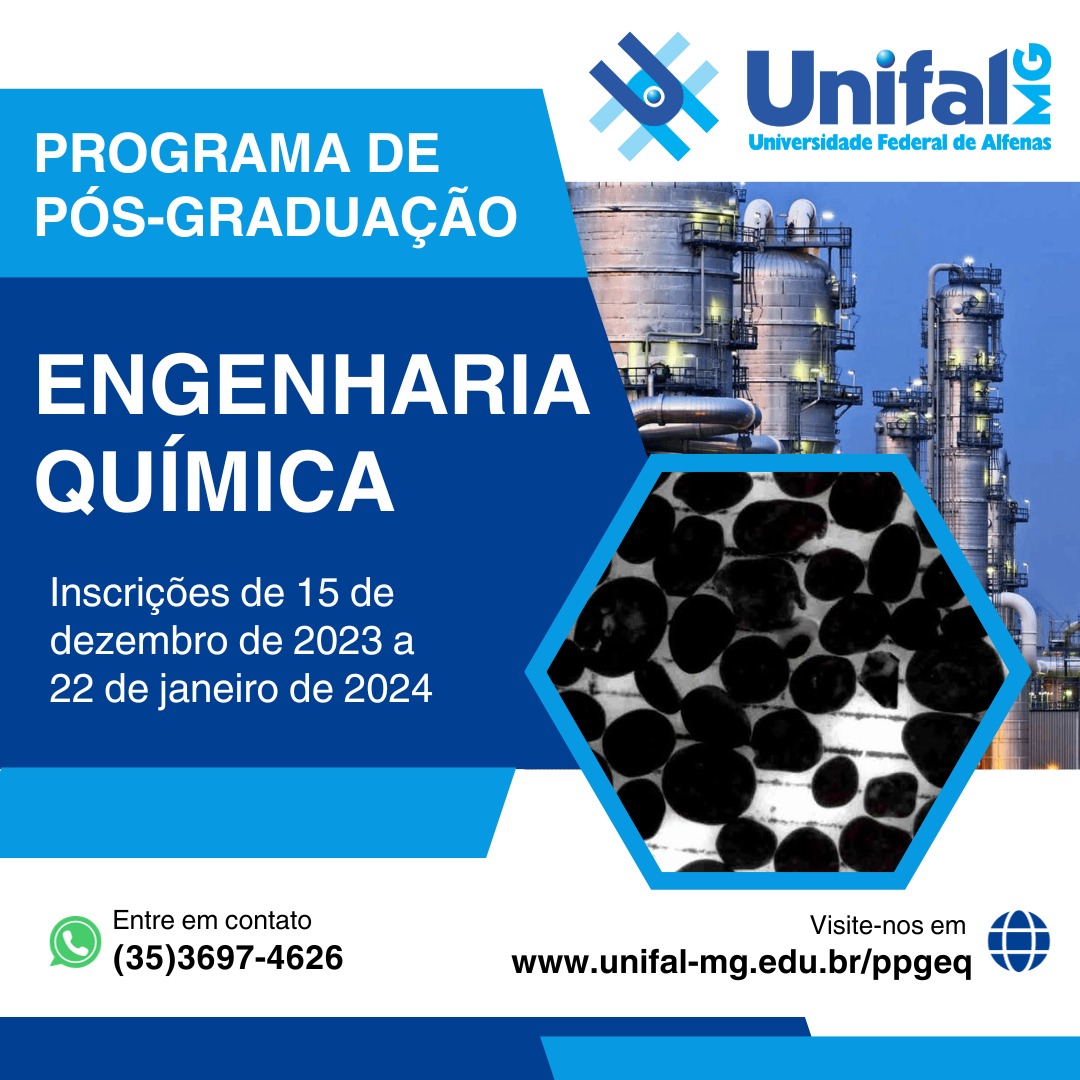 Unifal MG
Universidade Federal de Alfenas
PROGRAMA DE
PÓS-GRADUAÇÃO
ENGENHARIA
QUÍMICA
Inscrições de 15 de
dezembro de 2023 a
22 de janeiro de 2024
Entre em contato
(35)3697-4626
Visite-nos em
www.unifal-mg.edu.br/ppgeq